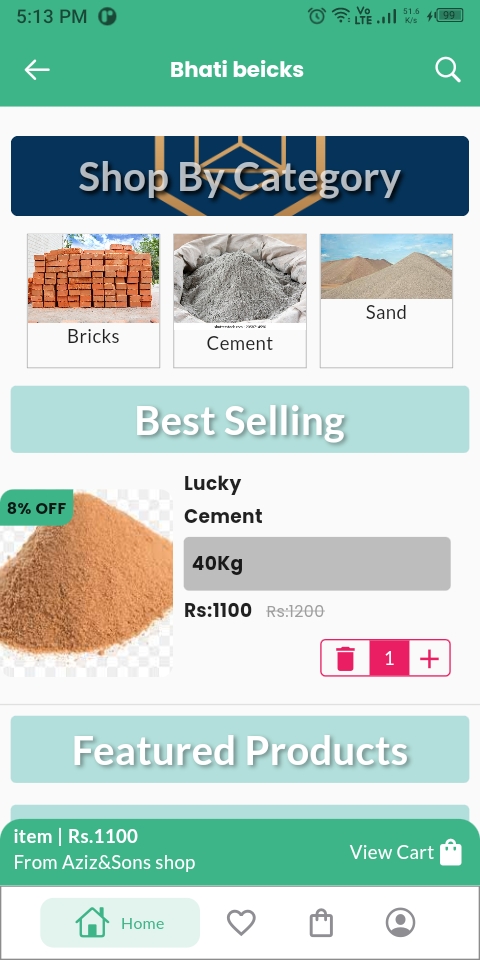 5:13 PM
Vo LTE 51.6 K/s 99
Bhati beicks
Shop By Category
Bricks
Cement
Sand
Best Selling
8% OFF
Lucky
Cement
40Kg
Rs:1100 Rs:1200
1
Featured Products
item | Rs.1100
From Aziz&Sons shop
View Cart
Home